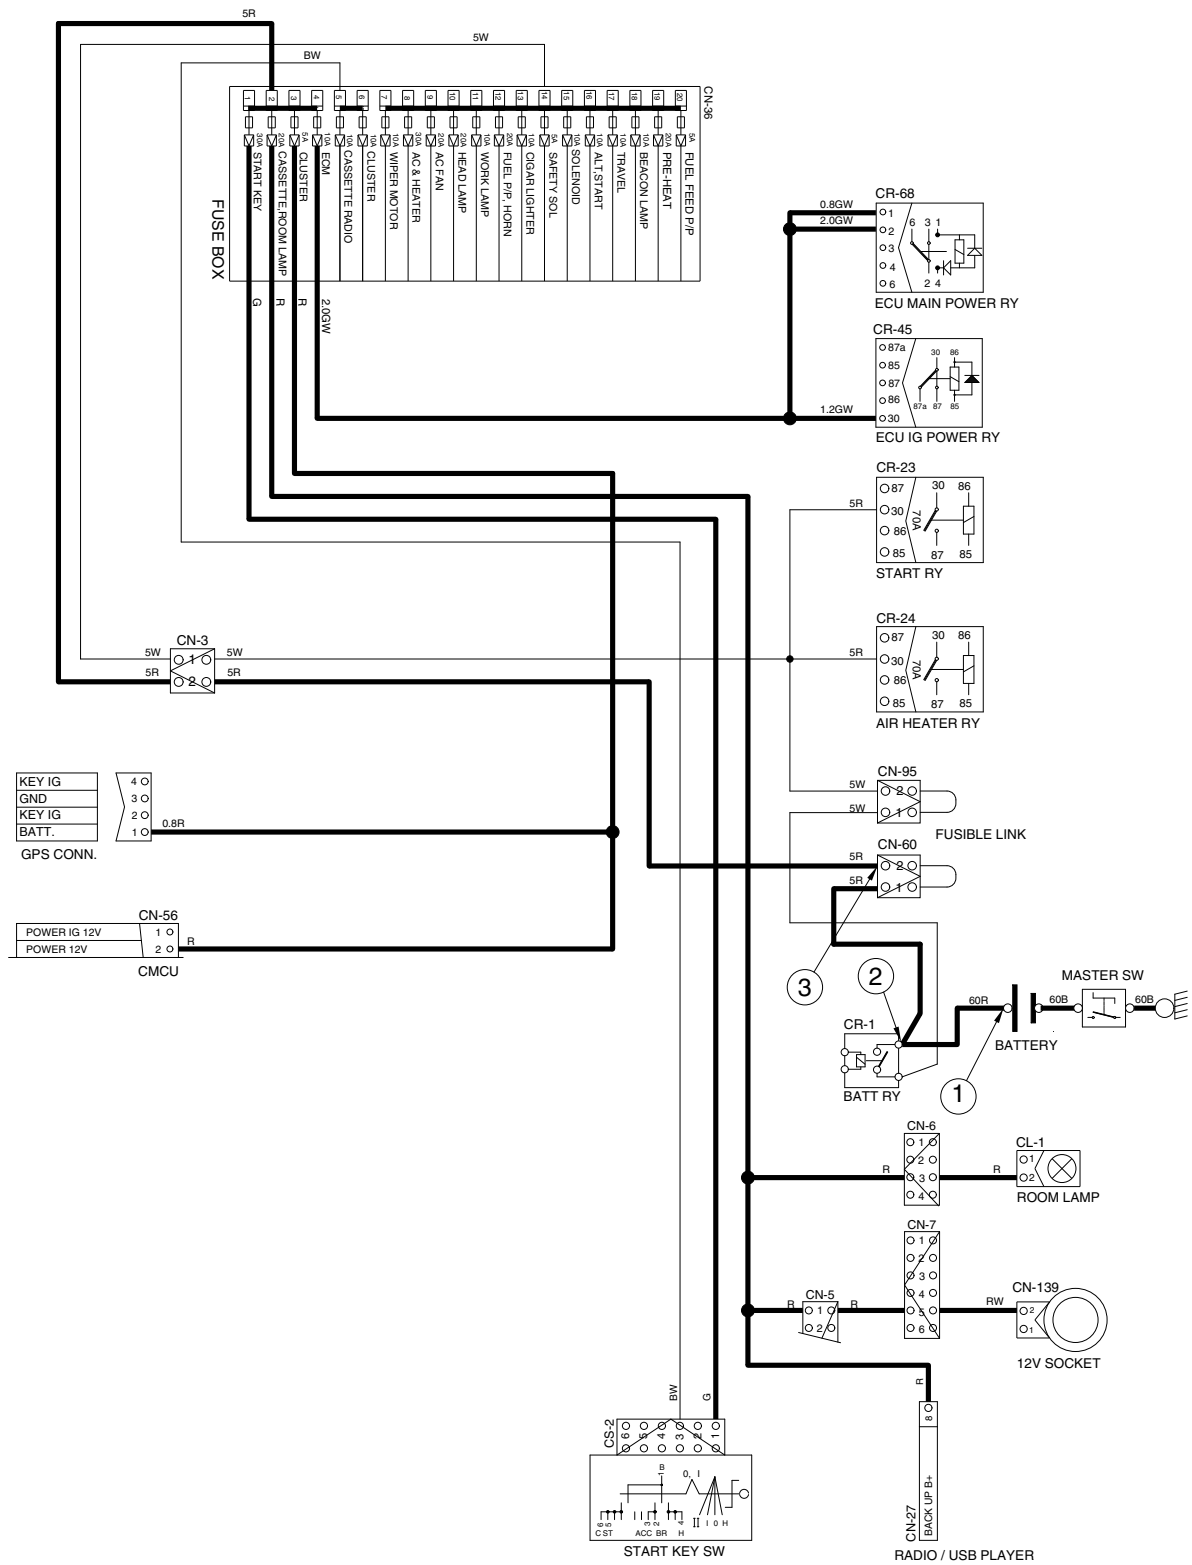 5R
5W
BW
CN-36
1 2 3 4 5 6 7 8 9 10 11 12 13 14 15 16 17 18 19 20
30A START KEY
20A CASSETTE,ROOM LAMP
5A CLUSTER
10A ECM
10A CASSETTE RADIO
10A CLUSTER
10A WIPER MOTOR
30A AC & HEATER
20A AC FAN
20A HEAD LAMP
10A WORK LAMP
20A FUEL P/P, HORN
10A CIGAR LIGHTER
5A SAFETY SOL
10A SOLENOID
10A ALT,START
10A TRAVEL
10A BEACON LAMP
20A PRE-HEAT
5A FUEL FEED P/P
FUSE BOX
G R R 2.0GW
CR-68
0.8GW 1
2.0GW 2
3
4
6
6 3 1
2 4
ECU MAIN POWER RY
CR-45
87a
85
87
86
1.2GW 30
30 86
87a 87 85
ECU IG POWER RY
CR-23
87
5R 30
86
85
30 86
70A
87 85
START RY
CN-3
5W 1 5W
5R 2 5R
CR-24
87
5R 30
86
85
30 86
70A
87 85
AIR HEATER RY
KEY IG 4
GND 3
KEY IG 2
BATT. 1 0.8R
GPS CONN.
CN-95
5W 2
5W 1
FUSIBLE LINK
CN-60
5R 2
5R 1
CN-56
POWER IG 12V 1
POWER 12V 2 R
CMCU
3
2
MASTER SW
60R 60B 60B
BATTERY
CR-1
BATT RY
1
CN-6
1
2
R 3 R
4
CL-1
1
2
ROOM LAMP
CN-7
1
2
3
4
5
6
CN-5
R 1 R
2
RW
CN-139
2
1
12V SOCKET
R
8
BACK UP B+
CN-27
RADIO / USB PLAYER
BW G
CS-2
6 5 4 3 2 1
B
1
0, I
6 5 3 2 4
C ST ACC BR H
II I 0 H
START KEY SW